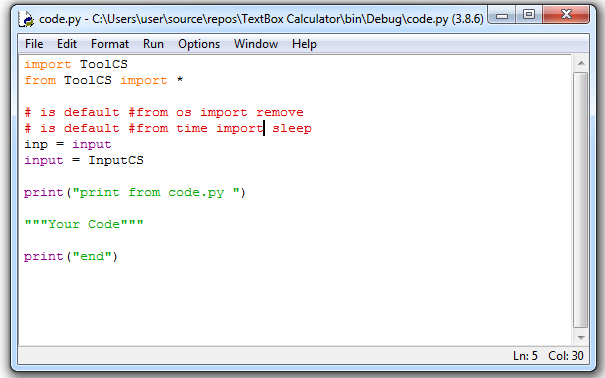 code.py - C:\Users\user\source\repos\TextBox Calculator\bin\Debug\code.py (3.8.6)
File Edit Format Run Options Window Help
import ToolCS
from ToolCS import *
# is default #from os import remove
# is default #from time import sleep
inp = input
input = InputCS
print("print from code.py ")
"""Your Code"""
print("end")
Ln: 5 Col: 30